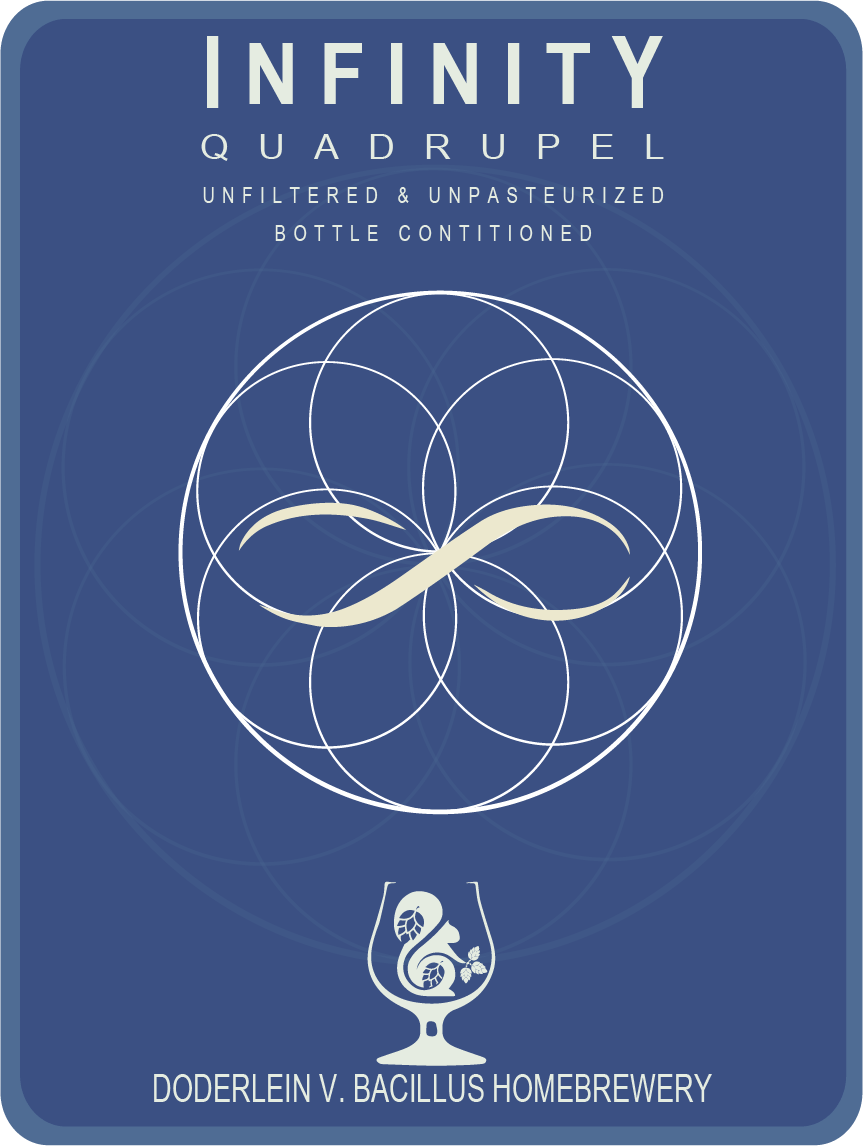 INFINITY
QUADRUPEL
UNFILTERED & UNPASTEURIZED
BOTTLE CONTITIONED
DODERLEIN V. BACILLUS HOMEBREWERY